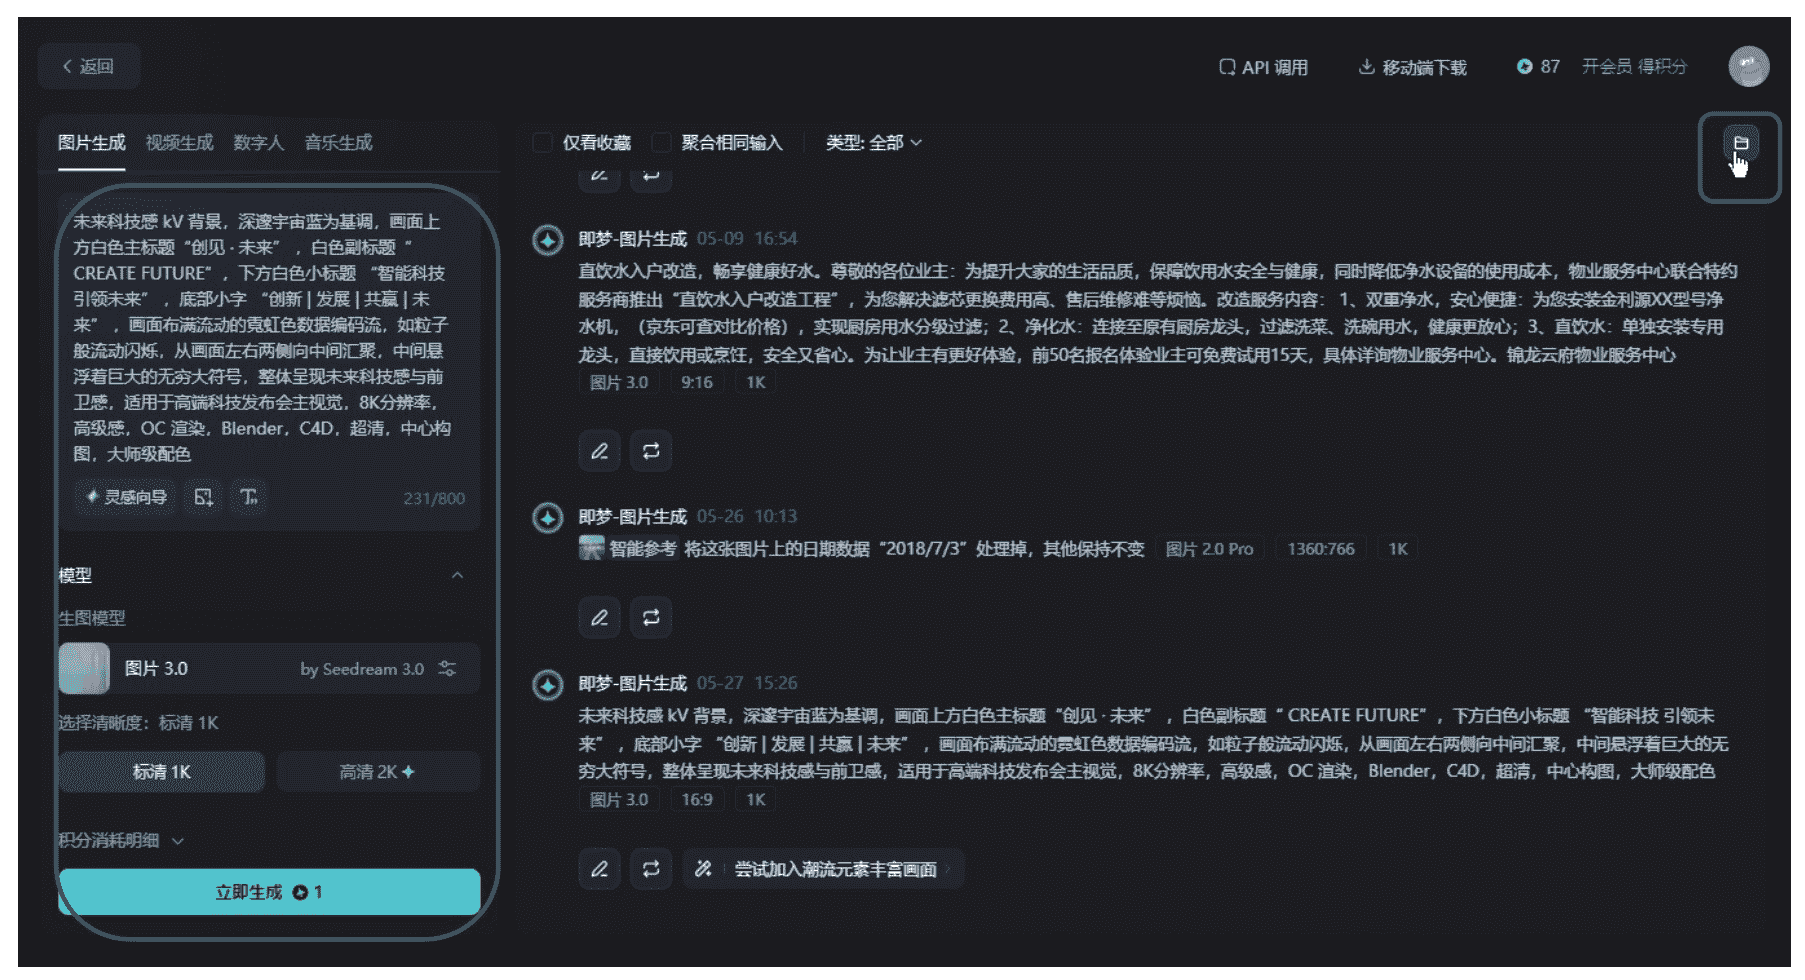 返回
API 调用
移动端下载
87
开会员 得积分
图片生成 视频生成 数字人 音乐生成
未来科技感 kV 背景，深邃宇宙蓝为基调，画面上
方白色主标题“创见 · 未来”，白色副标题“
CREATE FUTURE”，下方白色小标题 “智能科技
引领未来”，底部小字 “创新 | 发展 | 共赢 | 未
来”，画面布满流动的霓虹色数据编码流，如粒子
般流动闪烁，从画面左右两侧向中间汇聚，中间悬
浮着巨大的无穷大符号，整体呈现未来科技感与前
卫感，适用于高端科技发布会主视觉，8K分辨率，
高级感，OC 渲染，Blender，C4D，超清，中心构
图，大师级配色
灵感向导
231/800
模型
生图模型
图片 3.0
by Seedream 3.0
选择清晰度：标清 1K
标清 1K
高清 2K
积分消耗明细
立即生成 1
仅看收藏
聚合相同输入
类型: 全部
即梦-图片生成 05-09 16:54
直饮水入户改造，畅享健康好水。尊敬的各位业主：为提升大家的生活品质，保障饮用水安全与健康，同时降低净水设备的使用成本，物业服务中心联合特约
服务商推出“直饮水入户改造工程”，为您解决滤芯更换费用高、售后维修难等烦恼。改造服务内容： 1、双重净水，安心便捷：为您安装金利源XX型号净
水机，（京东可查对比价格），实现厨房用水分级过滤；2、净化水：连接至原有厨房龙头，过滤洗菜、洗碗用水，健康更放心；3、直饮水：单独安装专用
龙头，直接饮用或烹饪，安全又省心。为让业主有更好体验，前50名报名体验业主可免费试用15天，具体详询物业服务中心。锦龙云府物业服务中心
图片 3.0 9:16 1K
即梦-图片生成 05-26 10:13
智能参考 将这张图片上的日期数据“2018/7/3”处理掉，其他保持不变 图片 2.0 Pro 1360:766 1K
即梦-图片生成 05-27 15:26
未来科技感 kV 背景，深邃宇宙蓝为基调，画面上方白色主标题“创见 · 未来”，白色副标题“ CREATE FUTURE”，下方白色小标题 “智能科技 引领未
来”，底部小字 “创新 | 发展 | 共赢 | 未来”，画面布满流动的霓虹色数据编码流，如粒子般流动闪烁，从画面左右两侧向中间汇聚，中间悬浮着巨大的无
穷大符号，整体呈现未来科技感与前卫感，适用于高端科技发布会主视觉，8K分辨率，高级感，OC 渲染，Blender，C4D，超清，中心构图，大师级配色
图片 3.0 16:9 1K
尝试加入潮流元素丰富画面